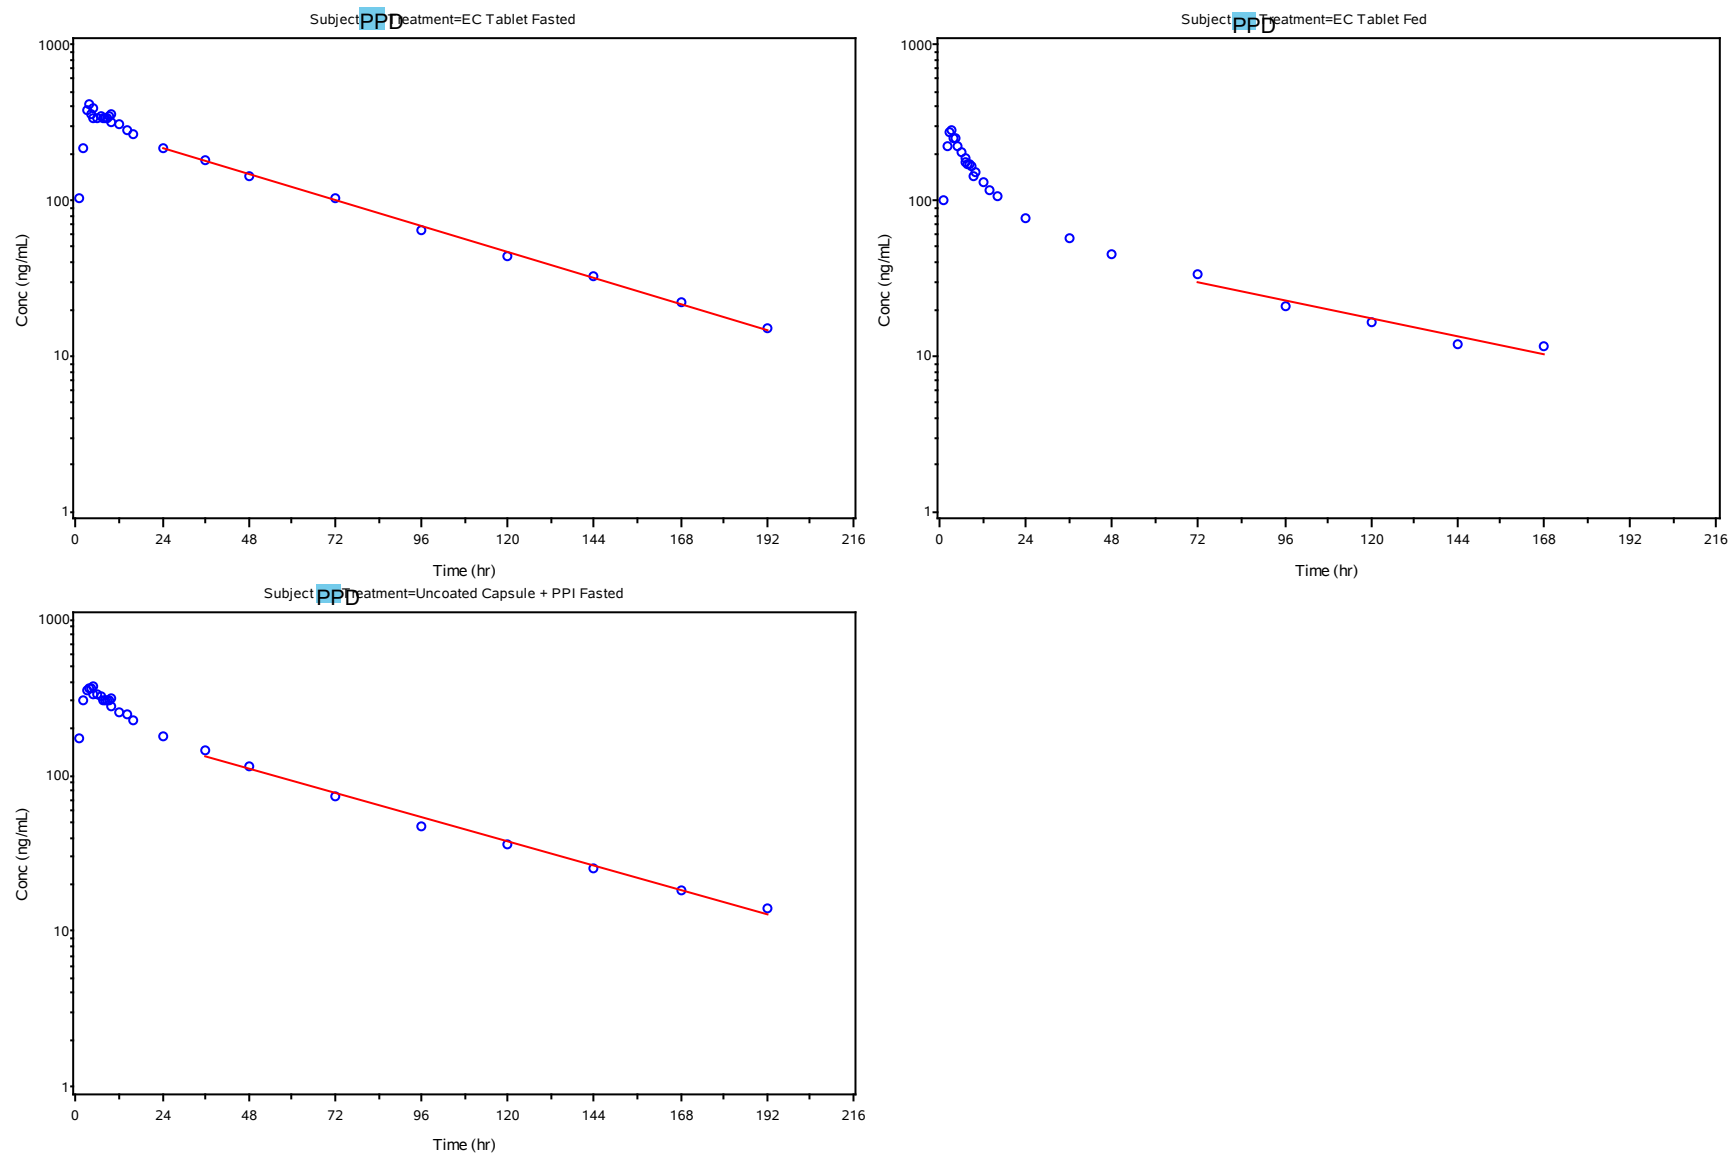 Subject PPD Treatment=EC Tablet Fasted
1000
100
10
1
Conc (ng/mL)
0 24 48 72 96 120 144 168 192 216
Time (hr)
Subject PPD Treatment=EC Tablet Fed
1000
100
10
1
Conc (ng/mL)
0 24 48 72 96 120 144 168 192 216
Time (hr)
Subject PPD Treatment=Uncoated Capsule + PPI Fasted
1000
100
10
1
Conc (ng/mL)
0 24 48 72 96 120 144 168 192 216
Time (hr)